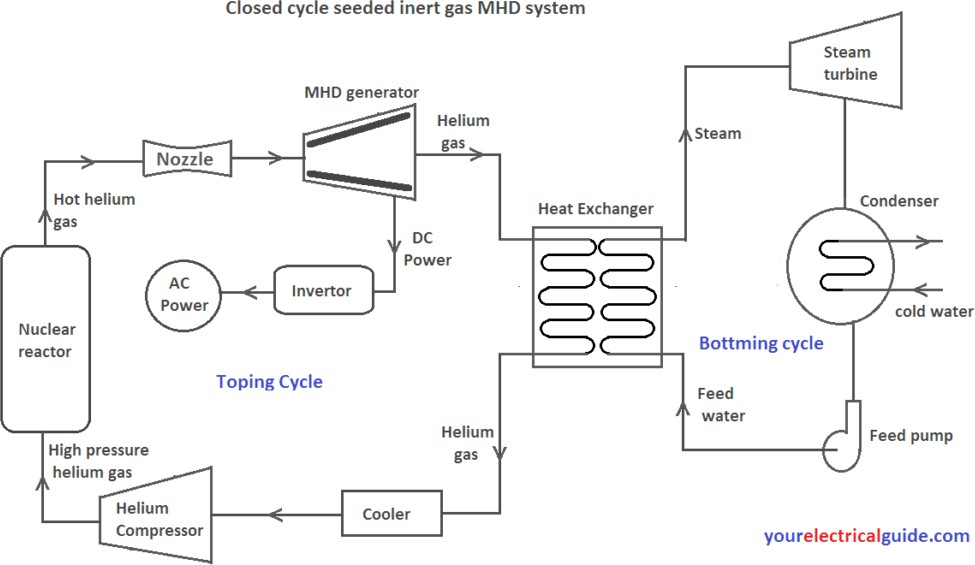 Closed cycle seeded inert gas MHD system
MHD generator
Nozzle
Helium
gas
Steam
turbine
Steam
Hot helium
gas
Heat Exchanger
Condenser
DC
Power
AC
Power
Invertor
cold water
Nuclear
reactor
Toping Cycle
Bottming cycle
Feed
water
Feed pump
Helium
gas
High pressure
helium gas
Helium
Compressor
Cooler
yourelectricalguide.com